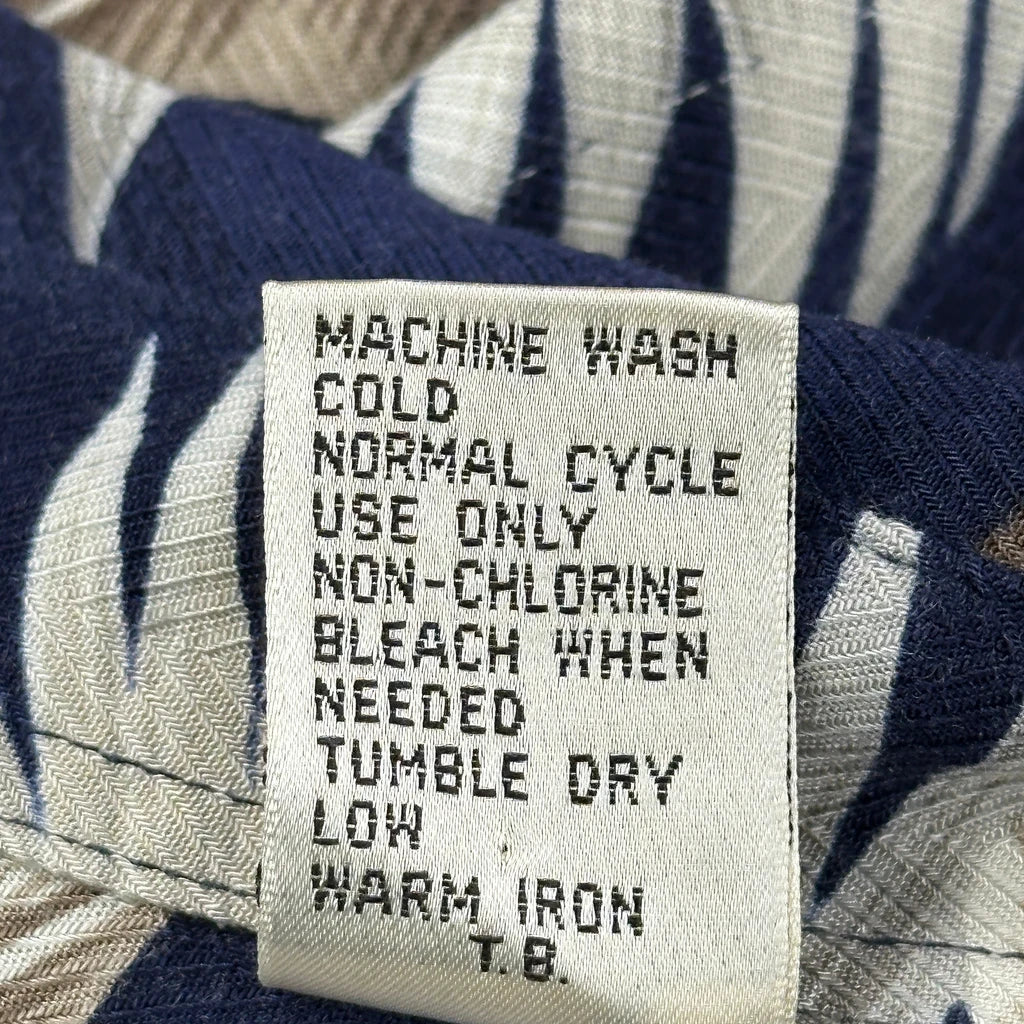 MACHINE WASH
COLD
NORMAL CYCLE
USE ONLY
NON-CHLORINE
BLEACH WHEN
NEEDED
TUMBLE DRY
LOW
WARM IRON
T.B.